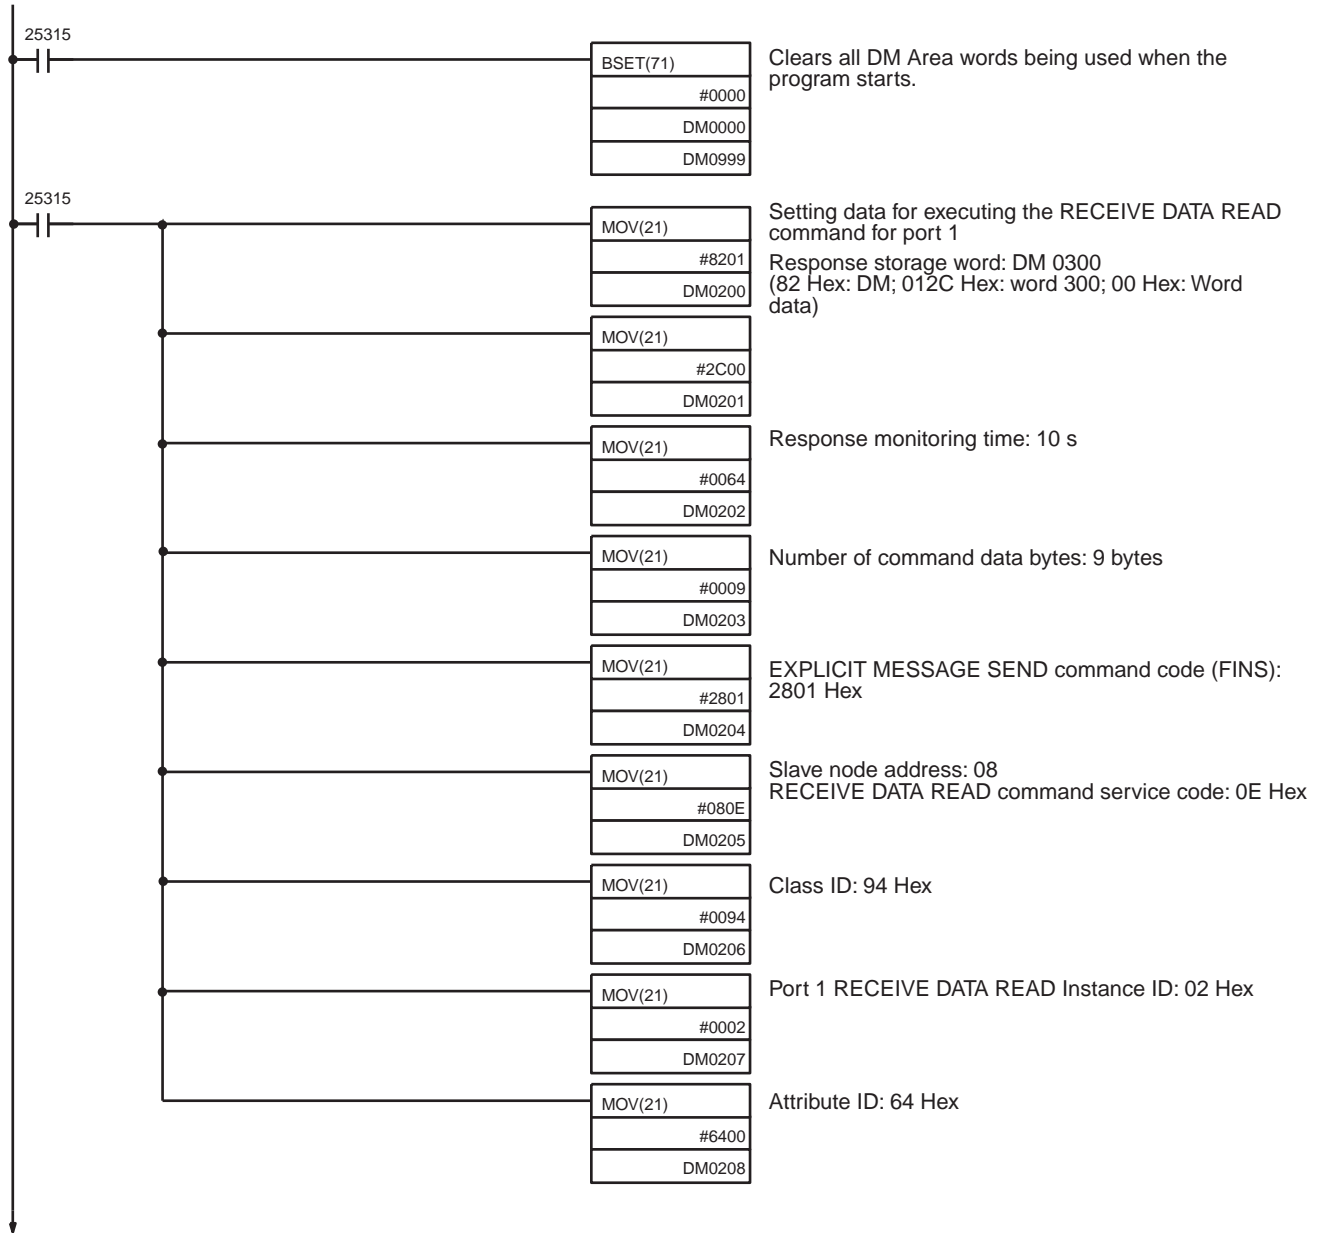 25315
BSET(71)
#0000
DM0000
DM0999
Clears all DM Area words being used when the
program starts.
25315
MOV(21)
#8201
DM0200
Setting data for executing the RECEIVE DATA READ
command for port 1
Response storage word: DM 0300
(82 Hex: DM; 012C Hex: word 300; 00 Hex: Word
data)
MOV(21)
#2C00
DM0201
MOV(21)
#0064
DM0202
Response monitoring time: 10 s
MOV(21)
#0009
DM0203
Number of command data bytes: 9 bytes
MOV(21)
#2801
DM0204
EXPLICIT MESSAGE SEND command code (FINS):
2801 Hex
MOV(21)
#080E
DM0205
Slave node address: 08
RECEIVE DATA READ command service code: 0E Hex
MOV(21)
#0094
DM0206
Class ID: 94 Hex
MOV(21)
#0002
DM0207
Port 1 RECEIVE DATA READ Instance ID: 02 Hex
MOV(21)
#6400
DM0208
Attribute ID: 64 Hex